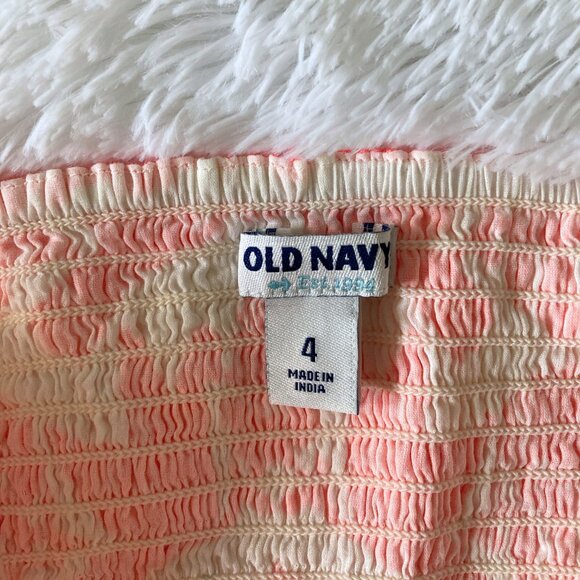 OLD NAVY
EST. 1994
4
MADE IN
INDIA